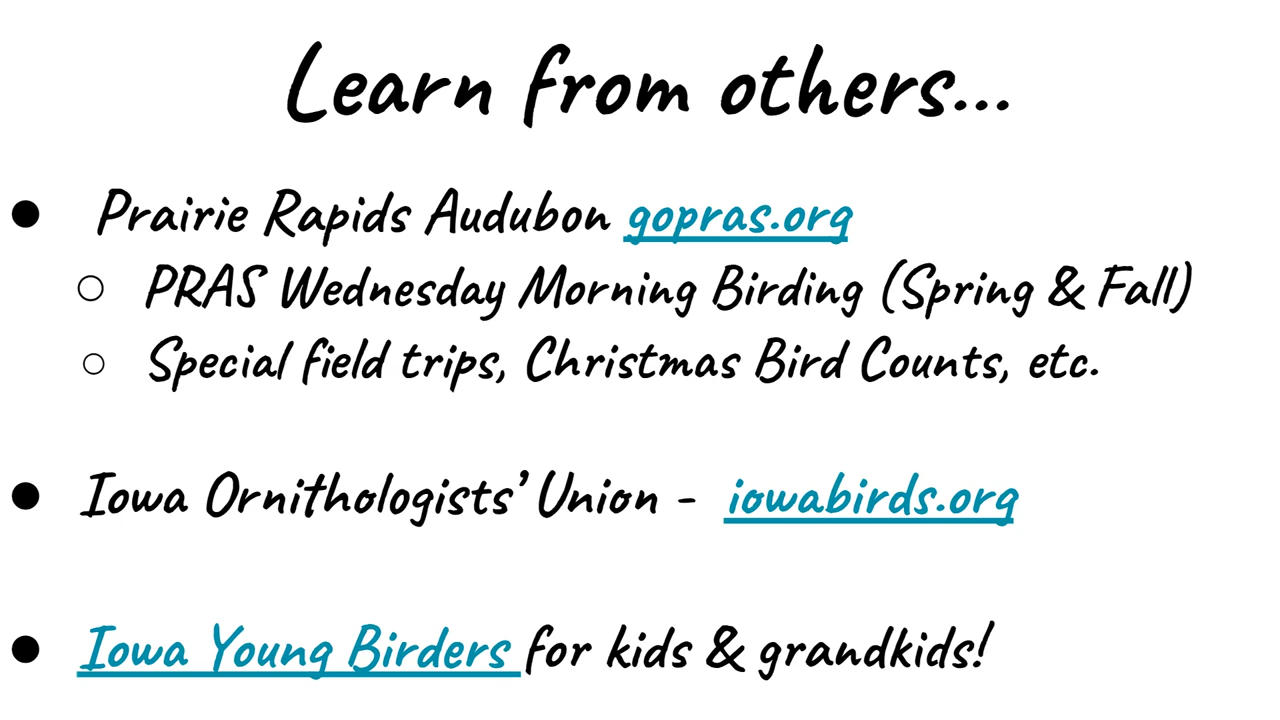 Learn from others...
● Prairie Rapids Audubon gopras.org
○ PRAS Wednesday Morning Birding (Spring & Fall)
○ Special field trips, Christmas Bird Counts, etc.
● Iowa Ornithologists’ Union - iowabirds.org
● Iowa Young Birders for kids & grandkids!